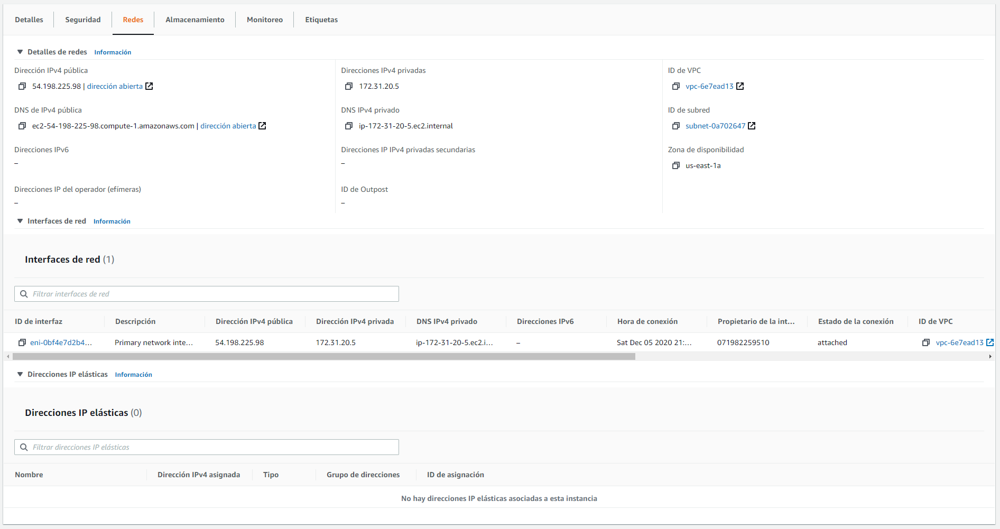 Detalles Seguridad Redes Almacenamiento Monitoreo Etiquetas
Detalles de redes Información
Dirección IPv4 pública Direcciones IPv4 privadas ID de VPC
54.198.225.98 | dirección abierta 172.31.20.5 vpc-6e7ead13
DNS de IPv4 pública DNS IPv4 privado ID de subred
ec2-54-198-225-98.compute-1.amazonaws.com | dirección abierta ip-172-31-20-5.ec2.internal subnet-0a702647
Direcciones IPv6 Direcciones IP IPv4 privadas secundarias Zona de disponibilidad
– – us-east-1a
Direcciones IP del operador (efímeras) ID de Outpost
– –
Interfaces de red Información
Interfaces de red (1)
Filtrar interfaces de red
ID de interfaz Descripción Dirección IPv4 pública Dirección IPv4 privada DNS IPv4 privado Direcciones IPv6 Hora de conexión Propietario de la int... Estado de la conexión ID de VPC
eni-0bf4e7d2b4... Primary network inte... 54.198.225.98 172.31.20.5 ip-172-31-20-5.ec2.i... – Sat Dec 05 2020 21:... 071982259510 attached vpc-6e7ead13
Direcciones IP elásticas Información
Direcciones IP elásticas (0)
Filtrar direcciones IP elásticas
Nombre Dirección IPv4 asignada Tipo Grupo de direcciones ID de asignación
No hay direcciones IP elásticas asociadas a esta instancia